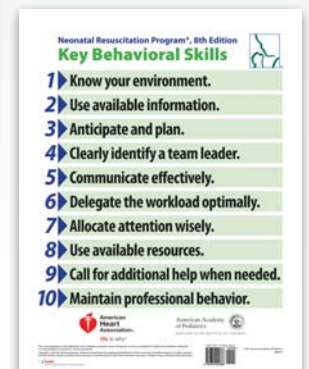 Neonatal Resuscitation Program®, 8th Edition
Key Behavioral Skills
1 Know your environment.
2 Use available information.
3 Anticipate and plan.
4 Clearly identify a team leader.
5 Communicate effectively.
6 Delegate the workload optimally.
7 Allocate attention wisely.
8 Use available resources.
9 Call for additional help when needed.
10 Maintain professional behavior.
American
Heart
Association®
life is why®
American Academy
of Pediatrics